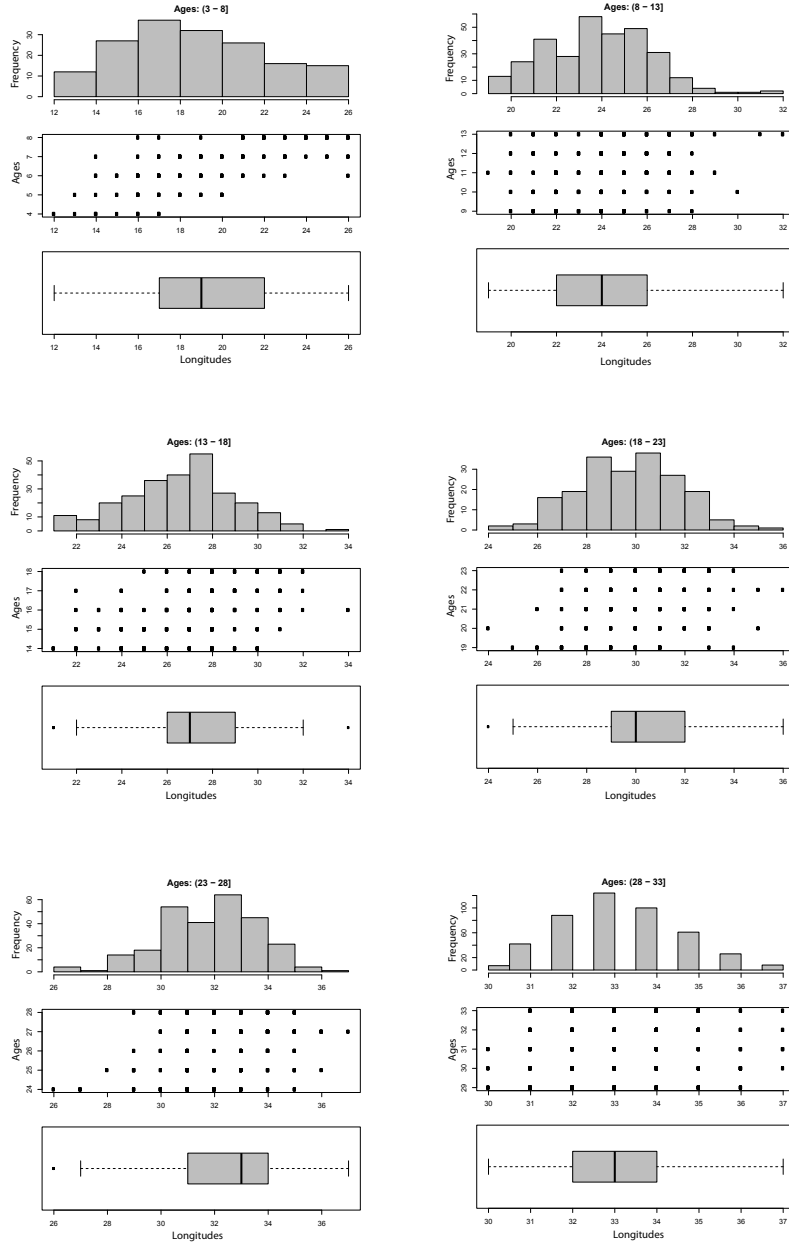 Ages: (3 − 8]
Frequency
0 10 30
12 14 16 18 20 22 24 26
Ages
4 5 6 7 8
12 14 16 18 20 22 24 26
12 14 16 18 20 22 24 26
Longitudes
Ages: (8 − 13]
Frequency
0 20 50
20 22 24 26 28 30 32
Ages
9 10 11 12 13
20 22 24 26 28 30 32
20 22 24 26 28 30 32
Longitudes
Ages: (13 − 18]
Frequency
0 20 50
22 24 26 28 30 32 34
Ages
14 15 16 17 18
22 24 26 28 30 32 34
22 24 26 28 30 32 34
Longitudes
Ages: (18 − 23]
Frequency
0 10 30
24 26 28 30 32 34 36
Ages
19 20 21 22 23
24 26 28 30 32 34 36
24 26 28 30 32 34 36
Longitudes
Ages: (23 − 28]
Frequency
0 20 40 60
26 28 30 32 34 36
Ages
24 25 26 27 28
26 28 30 32 34 36
26 28 30 32 34 36
Longitudes
Ages: (28 − 33]
Frequency
0 40 100
30 31 32 33 34 35 36 37
Ages
29 30 31 32 33
30 31 32 33 34 35 36 37
30 31 32 33 34 35 36 37
Longitudes